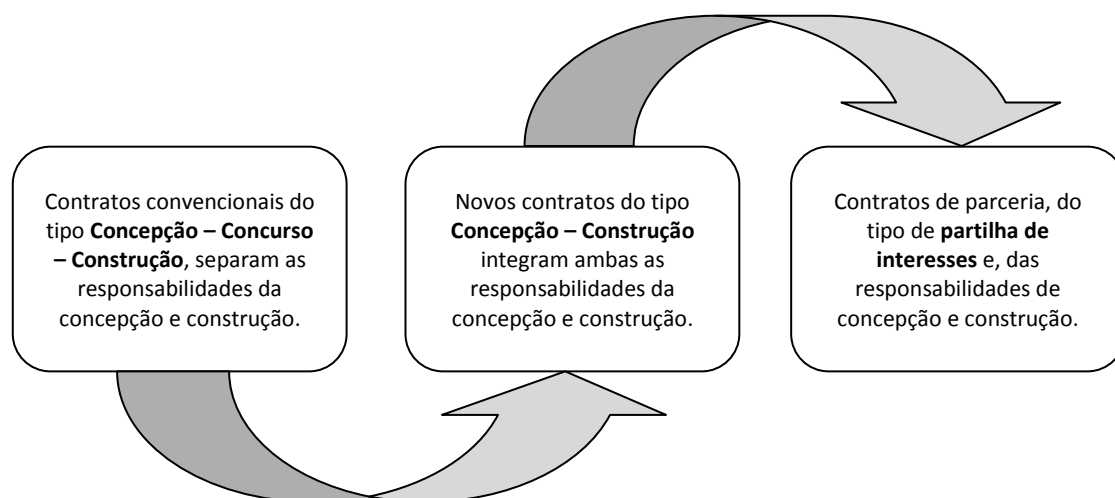 Contratos convencionais do
tipo Concepção – Concurso
– Construção, separam as
responsabilidades da
concepção e construção.
Novos contratos do tipo
Concepção – Construção
integram ambas as
responsabilidades da
concepção e construção.
Contratos de parceria, do
tipo de partilha de
interesses e, das
responsabilidades de
concepção e construção.